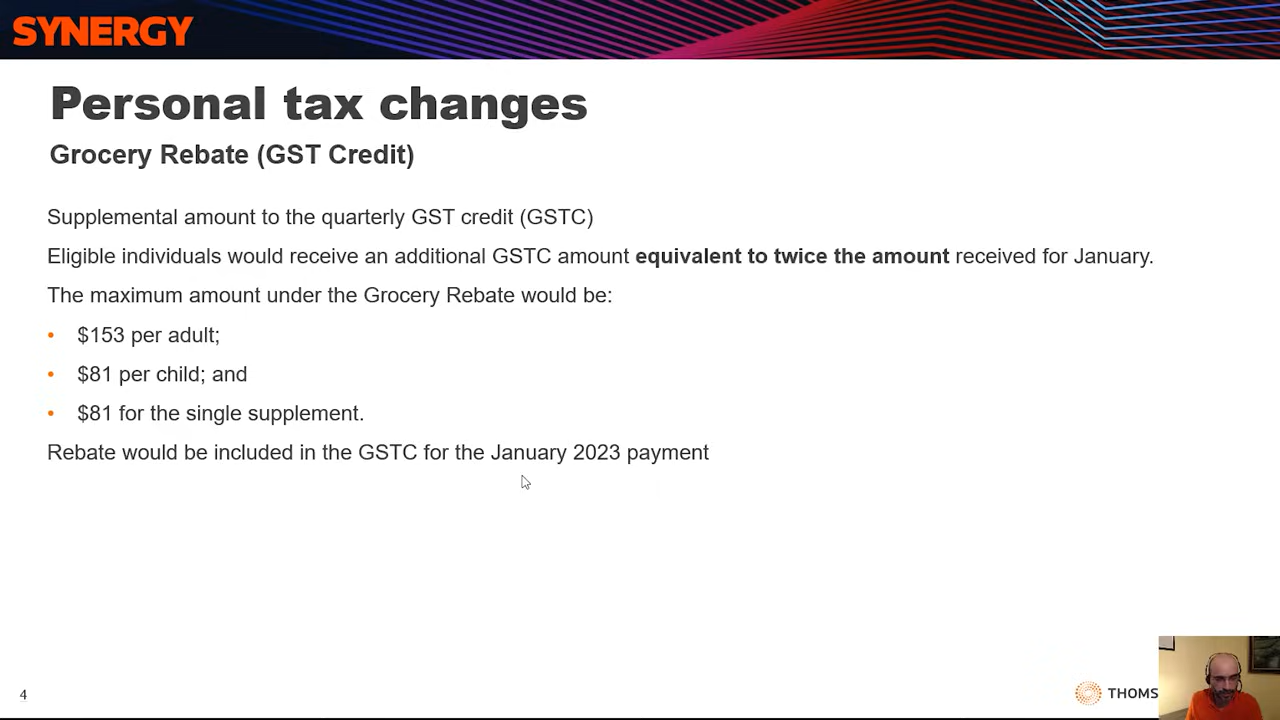 SYNERGY
Personal tax changes
Grocery Rebate (GST Credit)
Supplemental amount to the quarterly GST credit (GSTC)
Eligible individuals would receive an additional GSTC amount equivalent to twice the amount received for January.
The maximum amount under the Grocery Rebate would be:
• $153 per adult;
• $81 per child; and
• $81 for the single supplement.
Rebate would be included in the GSTC for the January 2023 payment
4
THOMS